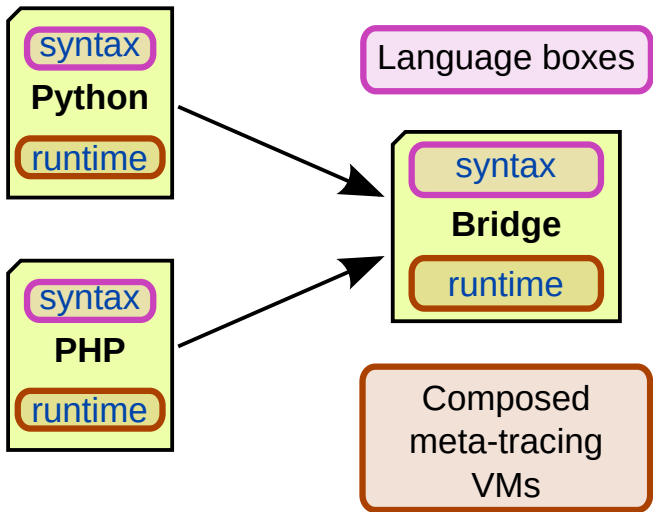 syntax
Python
runtime
syntax
PHP
runtime
Language boxes
syntax
Bridge
runtime
Composed
meta-tracing
VMs